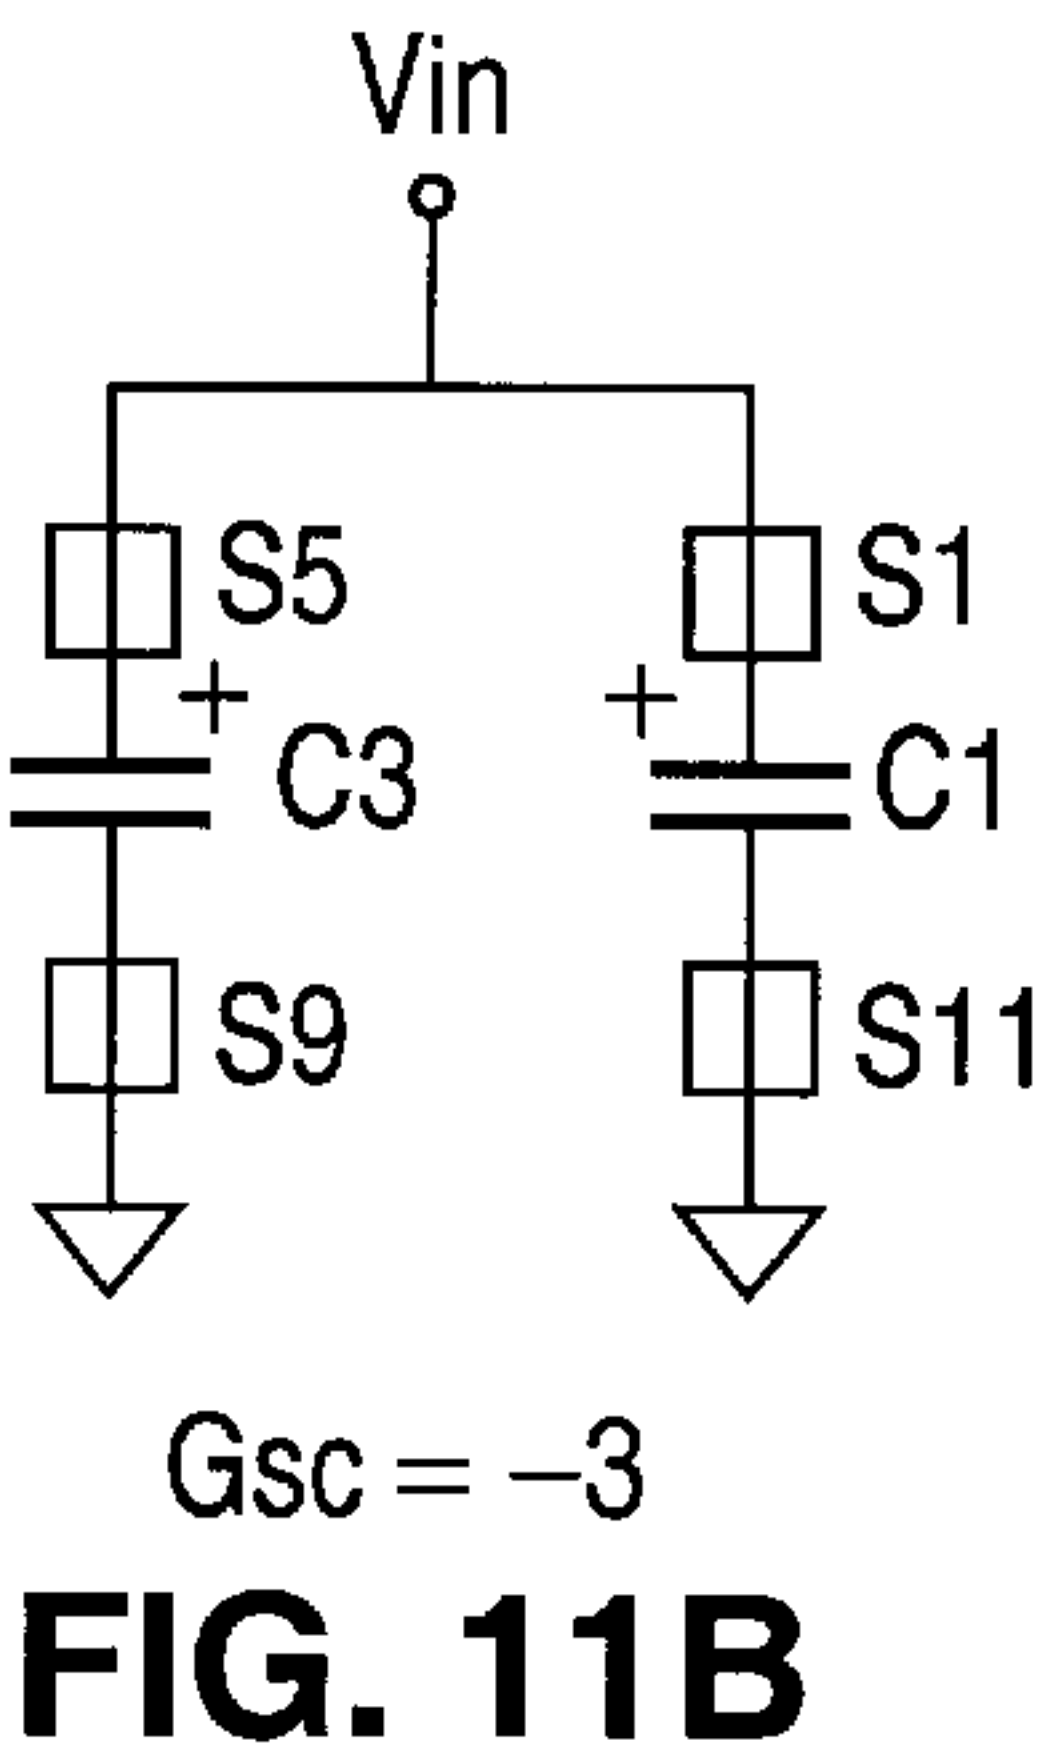 Vin
S5 S1
+ +
C3 C1
S9 S11
Gsc = –3
FIG. 11B